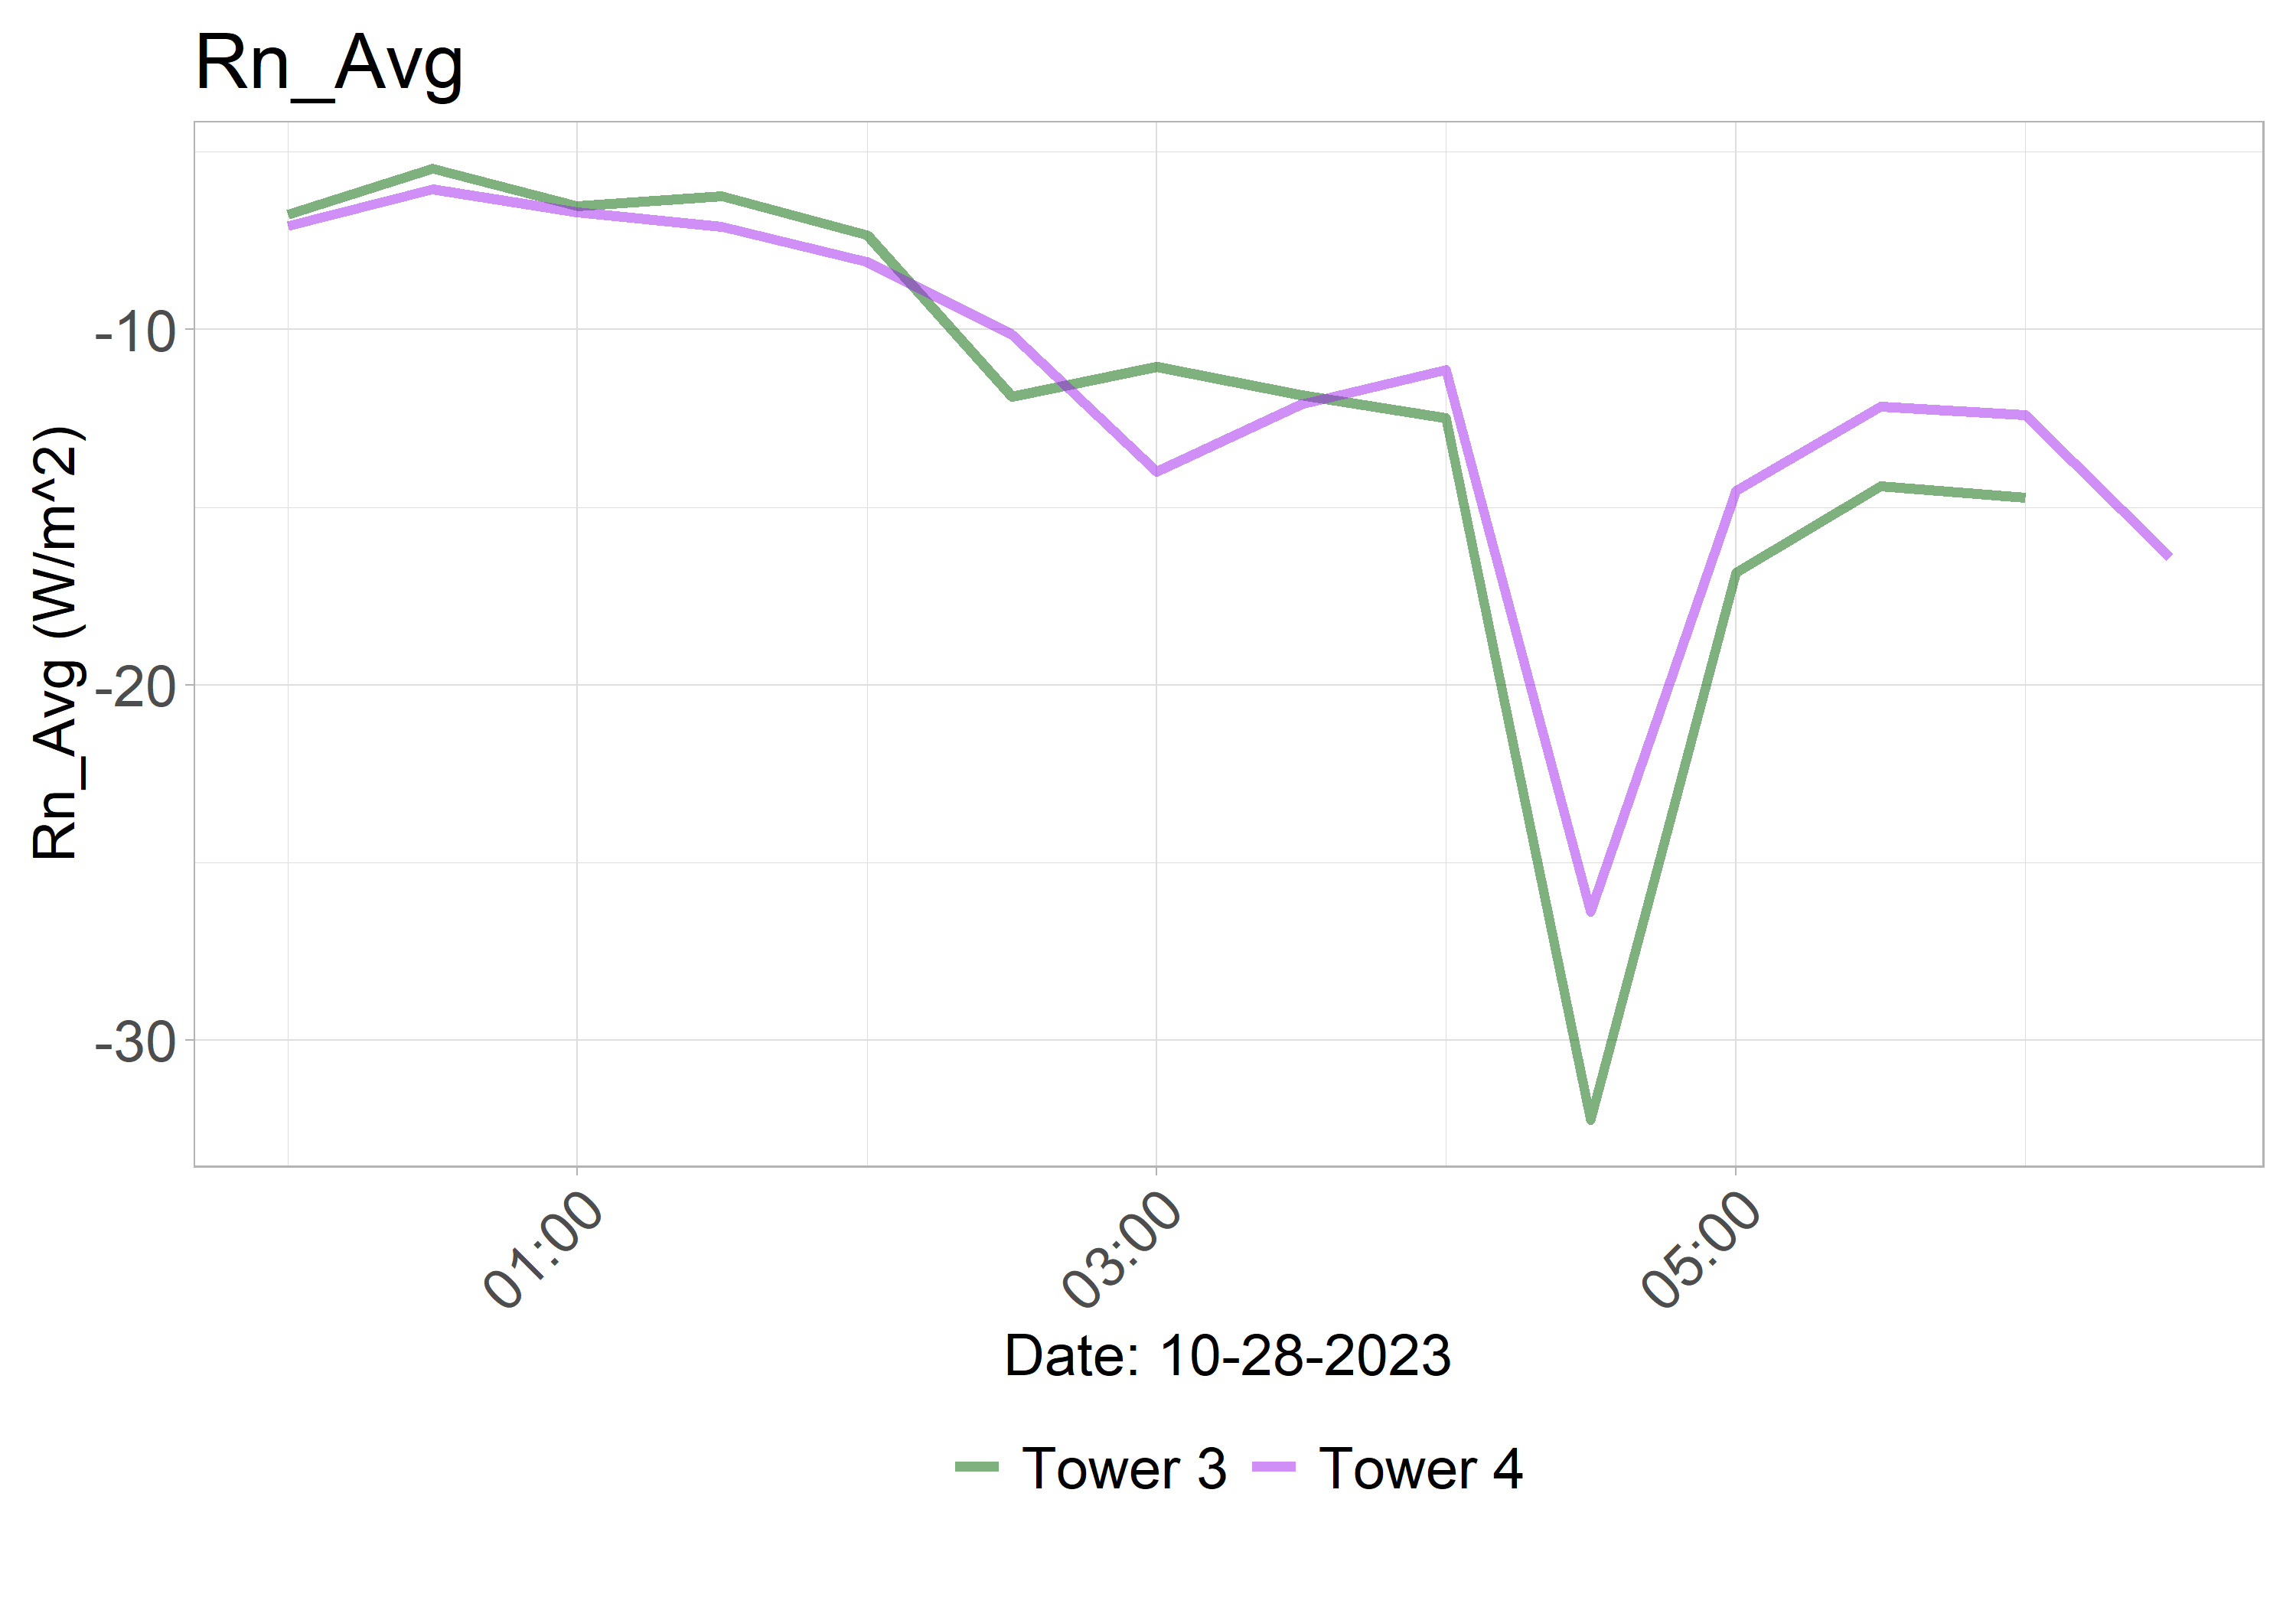 Rn_Avg
Rn_Avg (W/m^2)
-10
-20
-30
01:00
03:00
05:00
Date: 10-28-2023
Tower 3
Tower 4